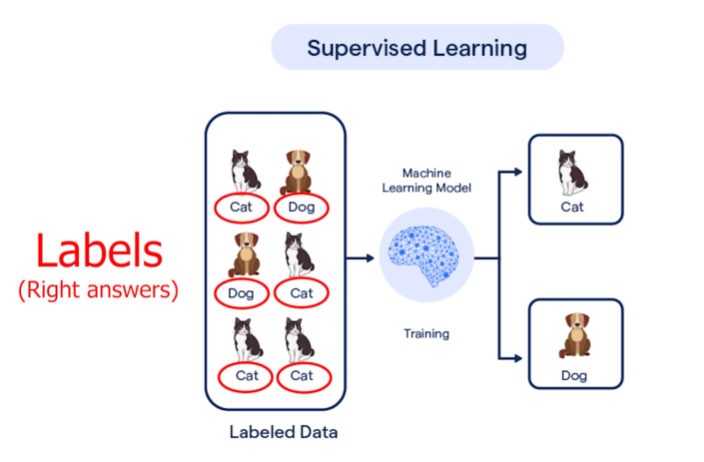 Supervised Learning
Labels
(Right answers)
Cat
Dog
Dog
Cat
Cat
Cat
Labeled Data
Machine
Learning Model
Training
Cat
Dog